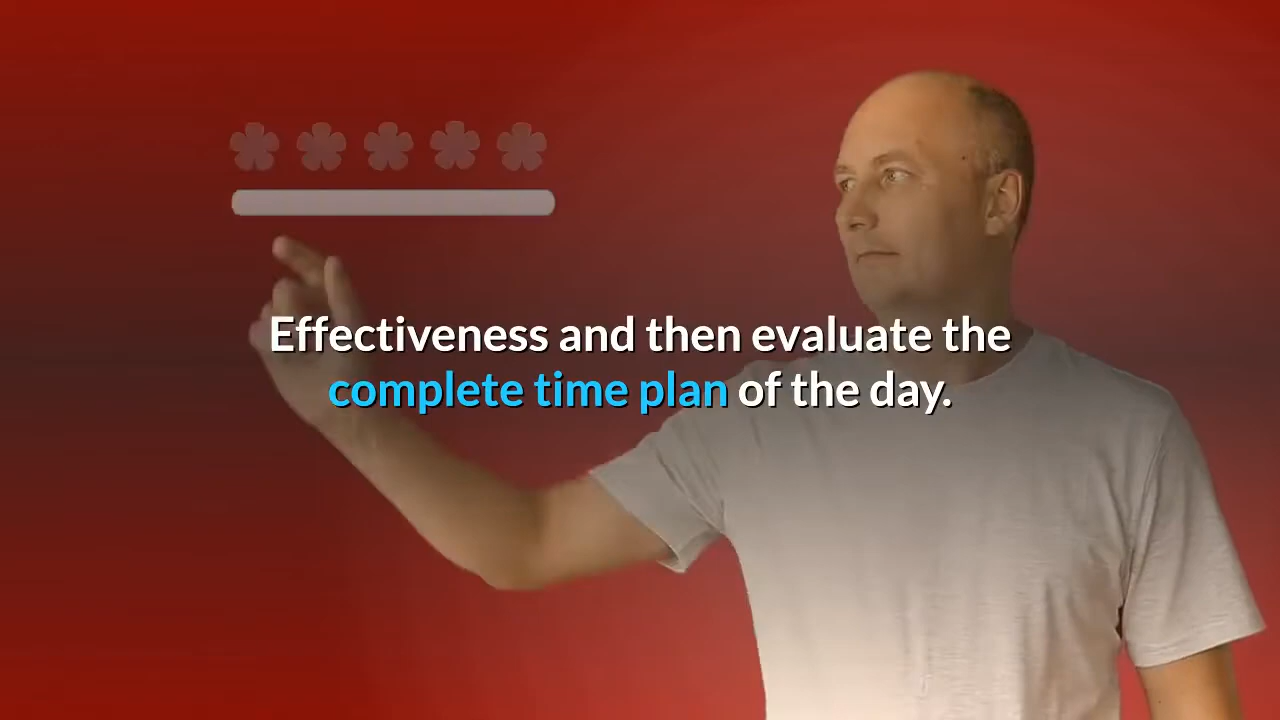 Effectiveness and then evaluate the
complete time plan of the day.